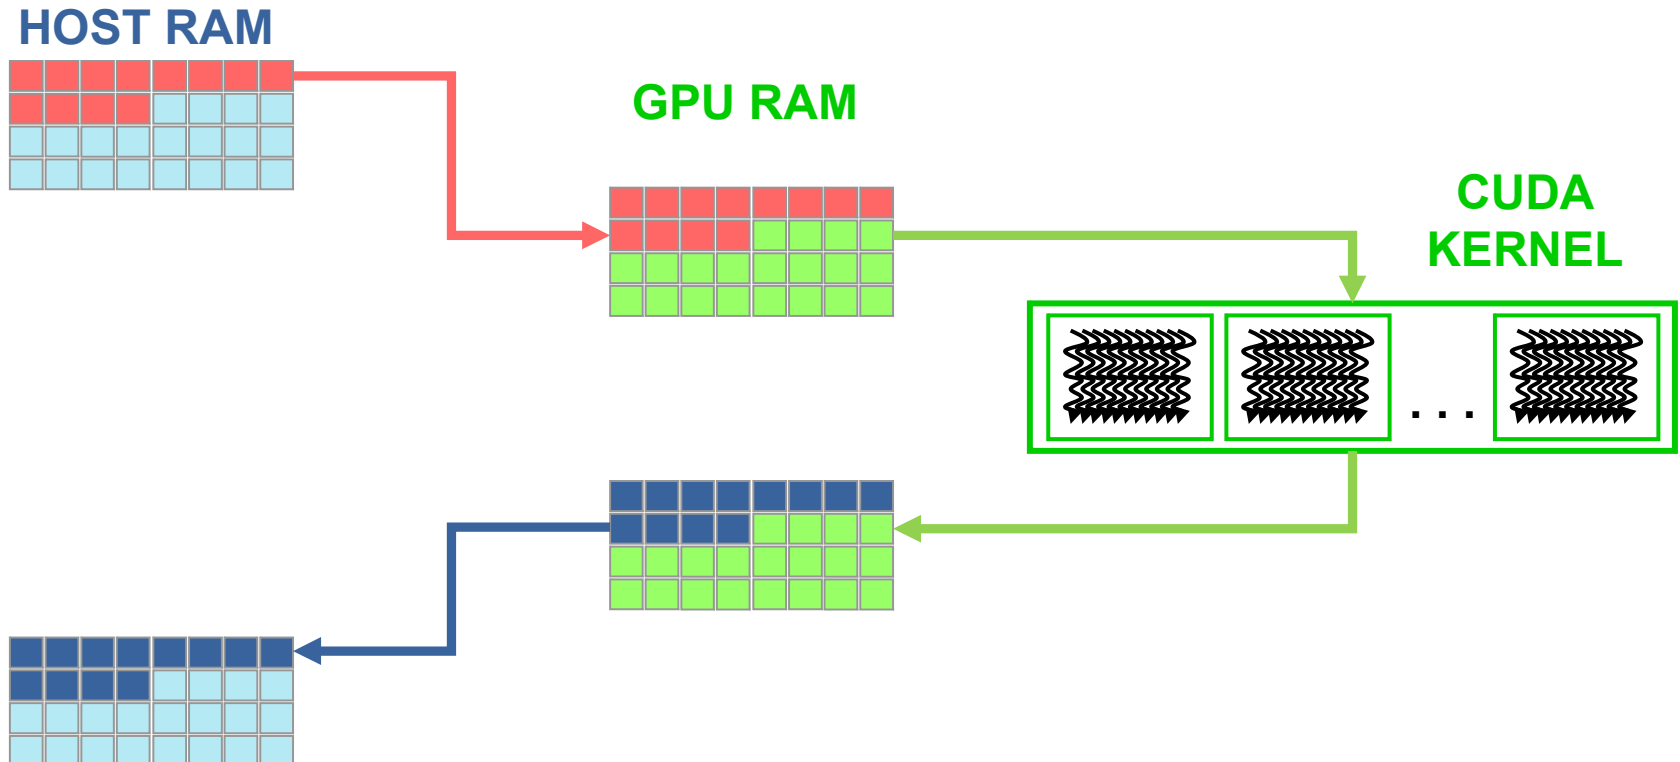 HOST RAM
GPU RAM
CUDA
KERNEL
. . .